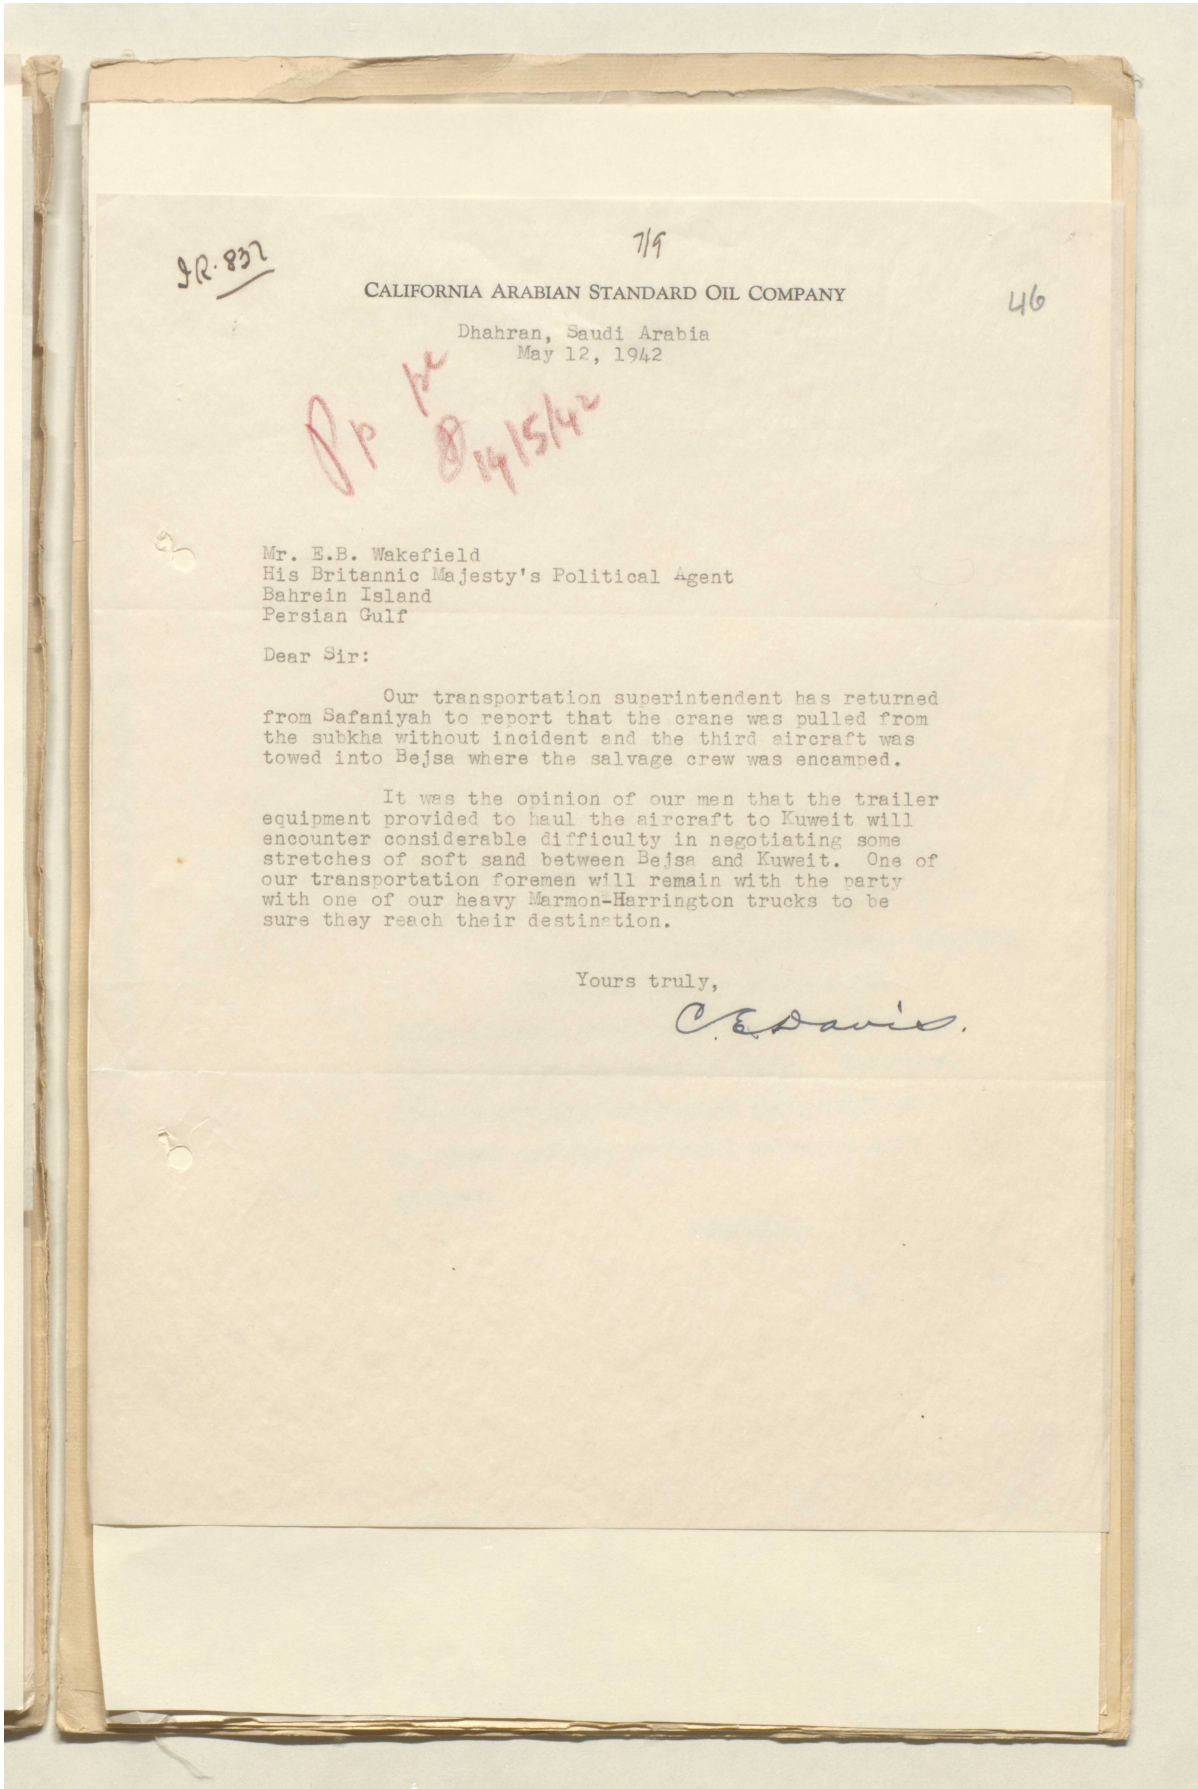 7/9
I.R. 837
46
CALIFORNIA ARABIAN STANDARD OIL COMPANY
Dhahran, Saudi Arabia
May 12, 1942
Pp
14/5/42
Mr. E.B. Wakefield
His Britannic Majesty's Political Agent
Bahrein Island
Persian Gulf
Dear Sir:
Our transportation superintendent has returned
from Safaniyah to report that the crane was pulled from
the subkha without incident and the third aircraft was
towed into Bejsa where the salvage crew was encamped.
It was the opinion of our men that the trailer
equipment provided to haul the aircraft to Kuweit will
encounter considerable difficulty in negotiating some
stretches of soft sand between Bejsa and Kuweit. One of
our transportation foremen will remain with the party
with one of our heavy Marmon-Harrington trucks to be
sure they reach their destination.
Yours truly,
C.E. Davis.